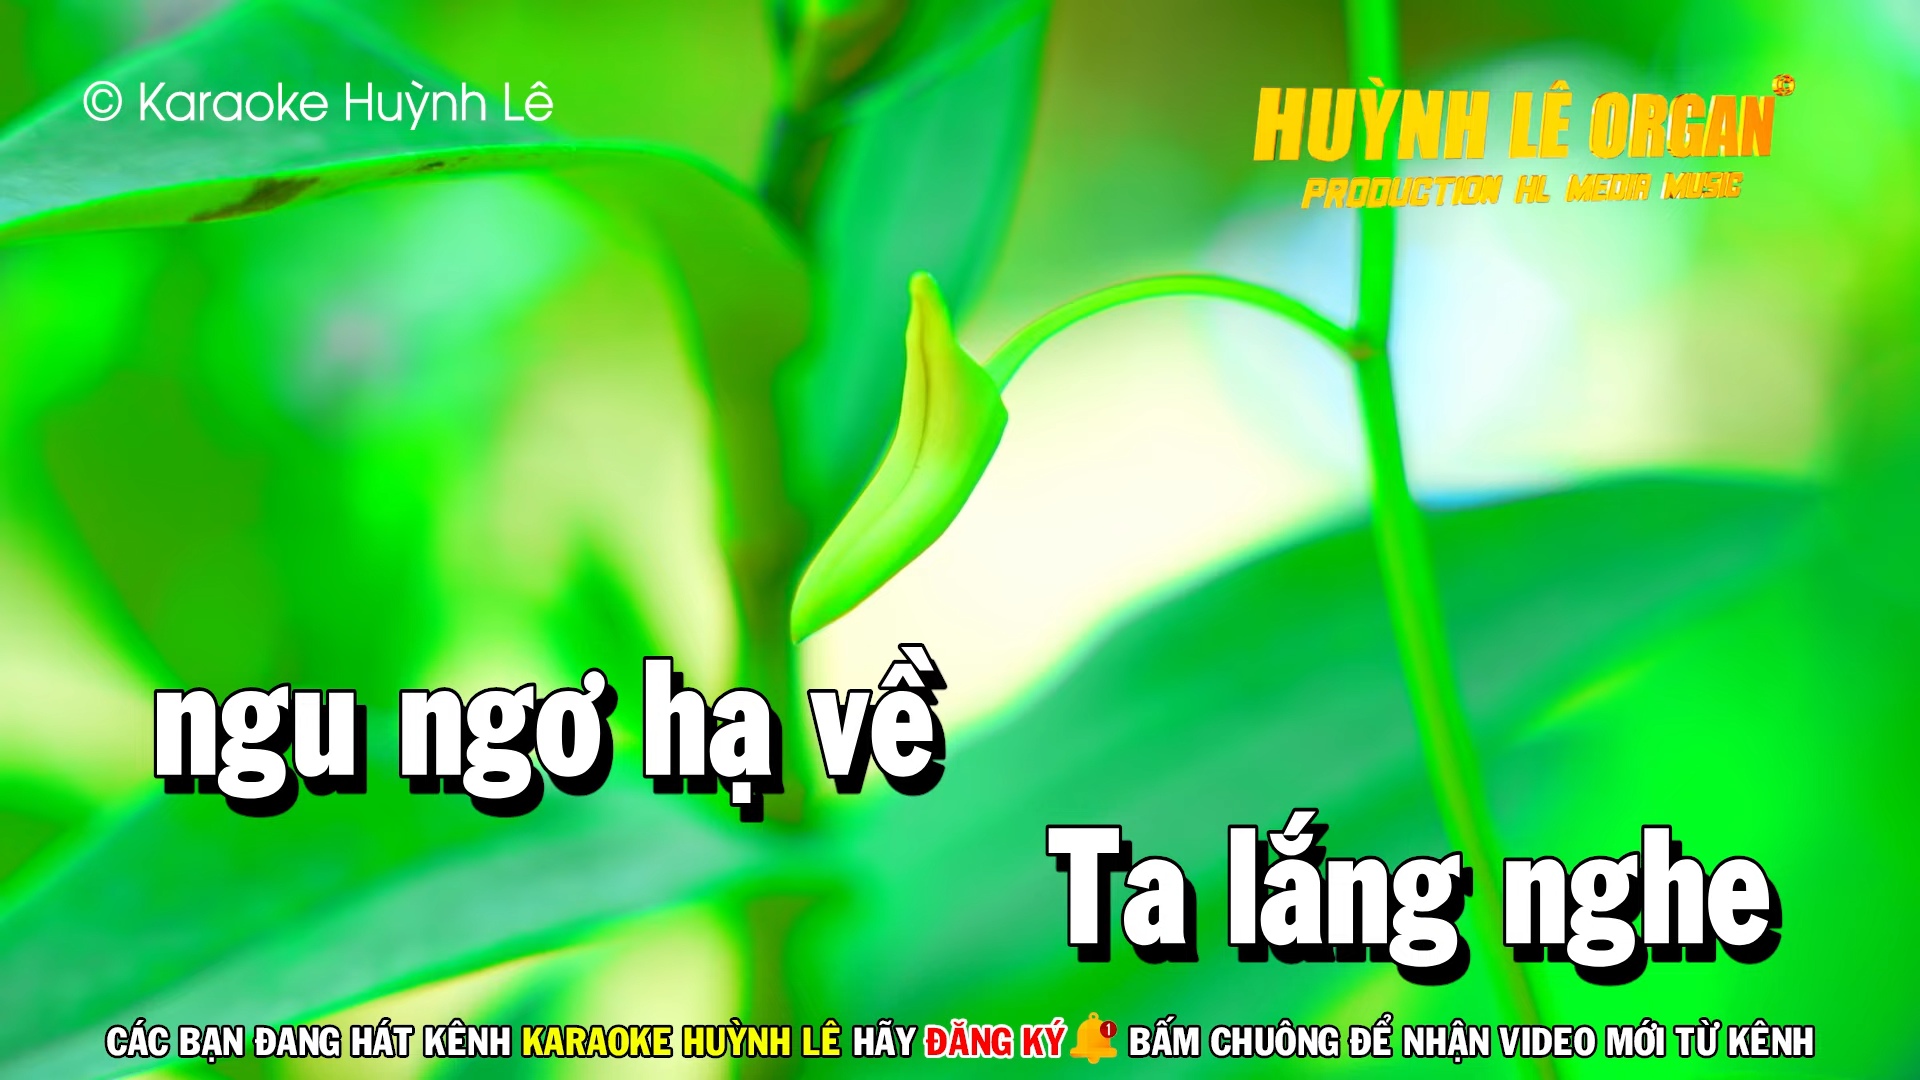 © Karaoke Huỳnh Lê
HUỲNH LÊ ORGAN
PRODUCTION HL MEDIA MUSIC
ngu ngơ hạ về
Ta lắng nghe
CÁC BẠN ĐANG HÁT KÊNH KARAOKE HUỲNH LÊ HÃY ĐĂNG KÝ 1 BẤM CHUÔNG ĐỂ NHẬN VIDEO MỚI TỪ KÊNH